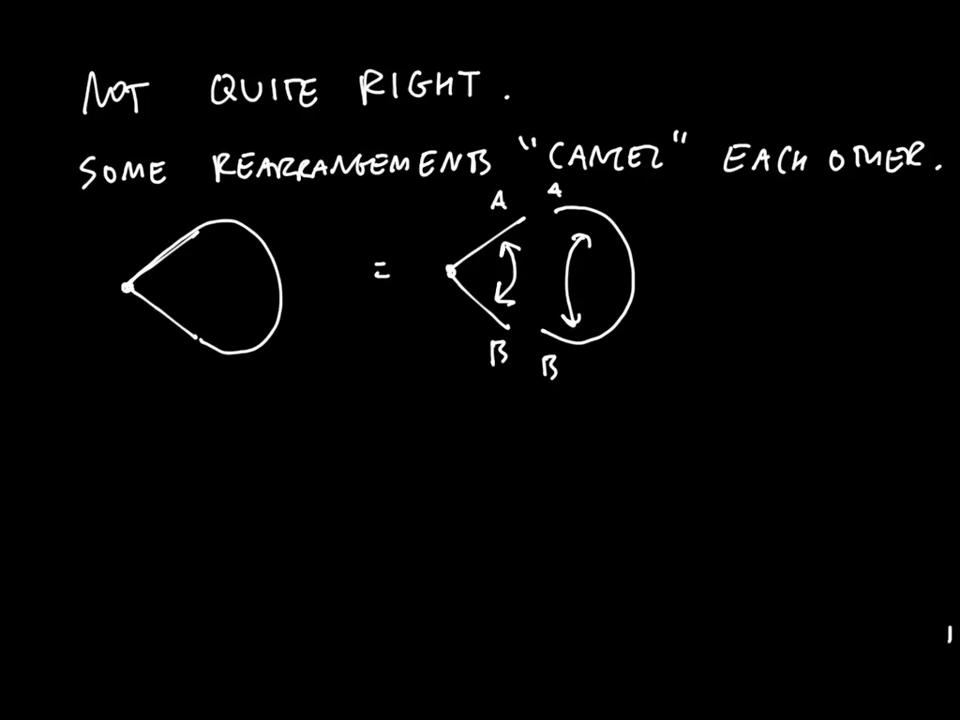 NOT QUITE RIGHT.
SOME REARRANGEMENTS "CANCEL" EACH OTHER.
A A
=
B B
1